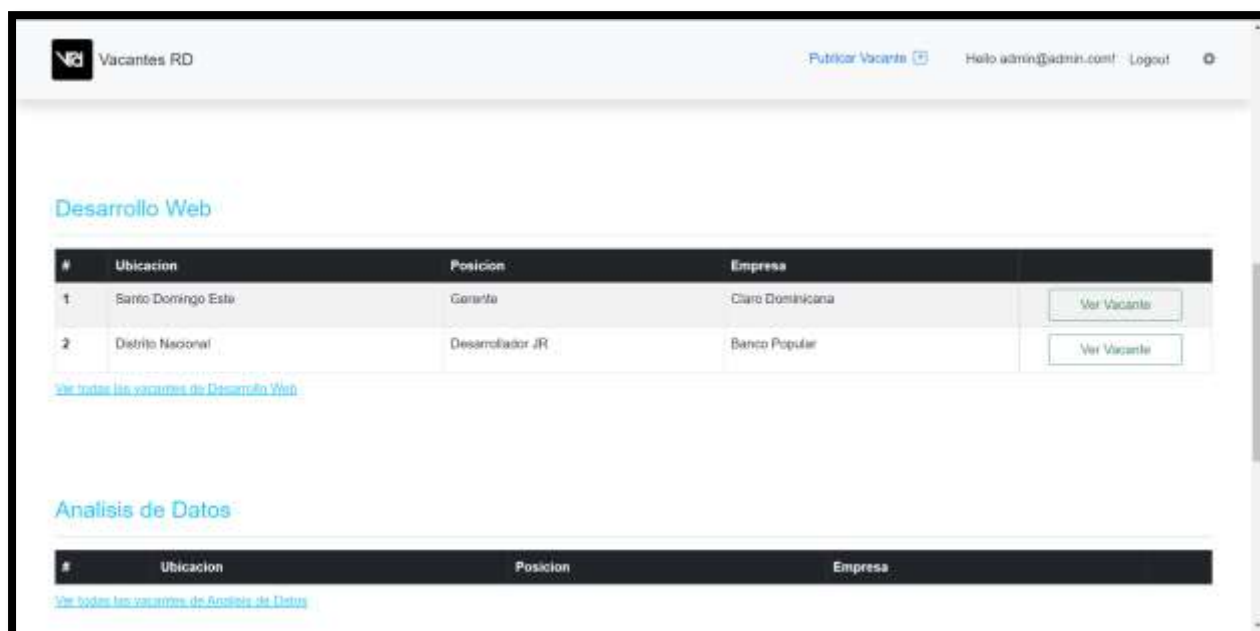 VRd Vacantes RD Publicar Vacante Hello admin@admin.com! Logout
Desarrollo Web
# Ubicacion Posicion Empresa
1 Santo Domingo Este Gerente Claro Dominicana Ver Vacante
2 Distrito Nacional Desarrollador JR Banco Popular Ver Vacante
Ver todas las vacantes de Desarrollo Web
Analisis de Datos
# Ubicacion Posicion Empresa
Ver todas las vacantes de Analisis de Datos